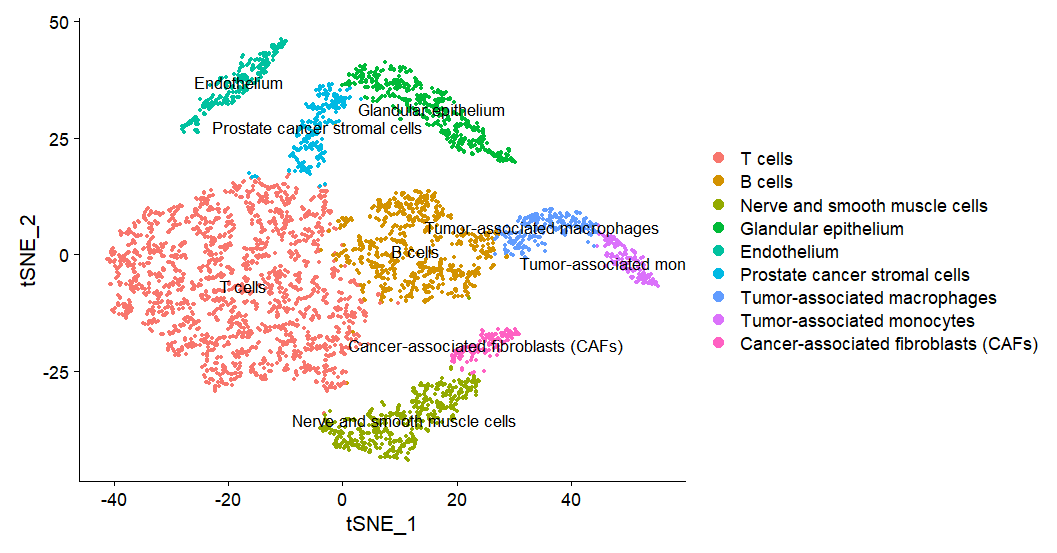 50
25
0
-25
-40
-20
0
20
40
tSNE_1
tSNE_2
Endothelium
Glandular epithelium
Prostate cancer stromal cells
Tumor-associated macrophages
B cells
Tumor-associated mon
T cells
Cancer-associated fibroblasts (CAFs)
Nerve and smooth muscle cells
T cells
B cells
Nerve and smooth muscle cells
Glandular epithelium
Endothelium
Prostate cancer stromal cells
Tumor-associated macrophages
Tumor-associated monocytes
Cancer-associated fibroblasts (CAFs)